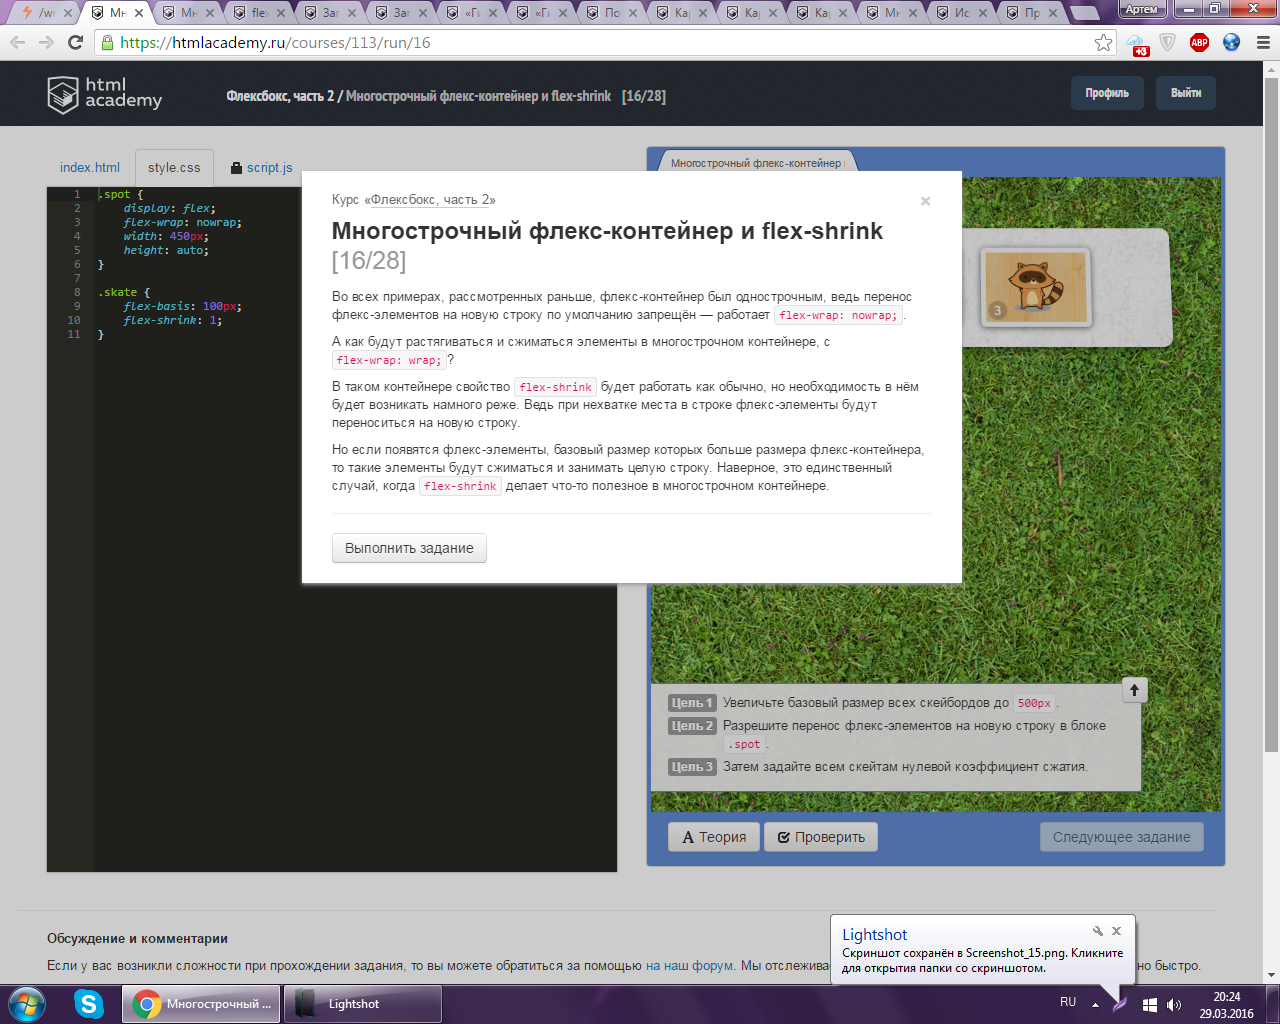 /wr
Мн
Мн
flex
Заг
Заг
«Ги
«Ги
По
Кар
Кар
Кар
Мн
Исп
Пр
Артем
https://htmlacademy.ru/courses/113/run/16
+3
ABP
html academy
Флексбокс, часть 2 / Многострочный флекс-контейнер и flex-shrink [16/28]
Профиль
Выйти
index.html
style.css
script.js
1 .spot {
2 display: flex;
3 flex-wrap: nowrap;
4 width: 450px;
5 height: auto;
6 }
7
8 .skate {
9 flex-basis: 100px;
10 flex-shrink: 1;
11 }
Многострочный флекс-контейнер
3
Курс «Флексбокс, часть 2»
×
Многострочный флекс-контейнер и flex-shrink
[16/28]
Во всех примерах, рассмотренных раньше, флекс-контейнер был однострочным, ведь перенос
флекс-элементов на новую строку по умолчанию запрещён — работает flex-wrap: nowrap; .
А как будут растягиваться и сжиматься элементы в многострочном контейнере, с
flex-wrap: wrap; ?
В таком контейнере свойство flex-shrink будет работать как обычно, но необходимость в нём
будет возникать намного реже. Ведь при нехватке места в строке флекс-элементы будут
переноситься на новую строку.
Но если появятся флекс-элементы, базовый размер которых больше размера флекс-контейнера,
то такие элементы будут сжиматься и занимать целую строку. Наверное, это единственный
случай, когда flex-shrink делает что-то полезное в многострочном контейнере.
Выполнить задание
Цель 1 Увеличьте базовый размер всех скейбордов до 500px .
Цель 2 Разрешите перенос флекс-элементов на новую строку в блоке
.spot .
Цель 3 Затем задайте всем скейтам нулевой коэффициент сжатия.
Теория
Проверить
Следующее задание
Обсуждение и комментарии
Если у вас возникли сложности при прохождении задания, то вы можете обратиться за помощью на наш форум. Мы отслежива
но быстро.
Lightshot
Скриншот сохранён в Screenshot_15.png. Кликните
для открытия папки со скриншотом.
Многострочный ...
Lightshot
RU
20:24
29.03.2016